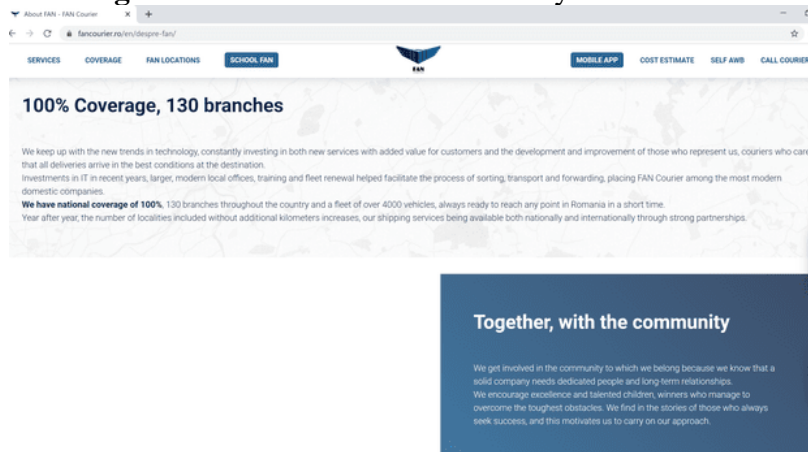 About FAN - FAN Courier
fancourier.ro/en/despre-fan/
SERVICES COVERAGE FAN LOCATIONS SCHOOL FAN FAN MOBILE APP COST ESTIMATE SELF AWB CALL COURIER
100% Coverage, 130 branches
We keep up with the new trends in technology, constantly investing in both new services with added value for customers and the development and improvement of those who represent us, couriers who care
that all deliveries arrive in the best conditions at the destination.
Investments in IT in recent years, larger, modern local offices, training and fleet renewal helped facilitate the process of sorting, transport and forwarding, placing FAN Courier among the most modern
domestic companies.
We have national coverage of 100%, 130 branches throughout the country and a fleet of over 4000 vehicles, always ready to reach any point in Romania in a short time.
Year after year, the number of localities included without additional kilometers increases, our shipping services being available both nationally and internationally through strong partnerships.
Together, with the community
We get involved in the community to which we belong because we know that a
solid company needs dedicated people and long-term relationships.
We encourage excellence and talented children, winners who manage to
overcome the toughest obstacles. We find in the stories of those who always
seek success, and this motivates us to carry on our approach.